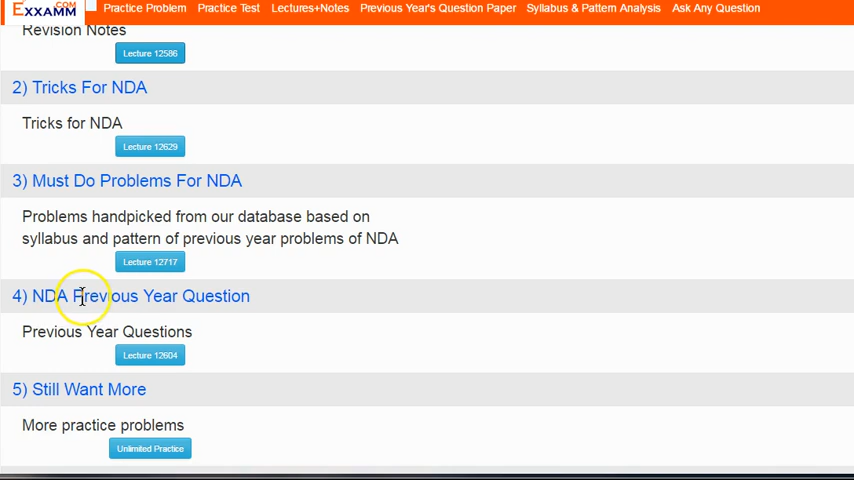 .COM
EXXAMM
Practice Problem Practice Test Lectures+Notes Previous Year's Question Paper Syllabus & Pattern Analysis Ask Any Question
Revision Notes
Lecture 12586
2) Tricks For NDA
Tricks for NDA
Lecture 12629
3) Must Do Problems For NDA
Problems handpicked from our database based on
syllabus and pattern of previous year problems of NDA
Lecture 12717
4) NDA Previous Year Question
Previous Year Questions
Lecture 12604
5) Still Want More
More practice problems
Unlimited Practice